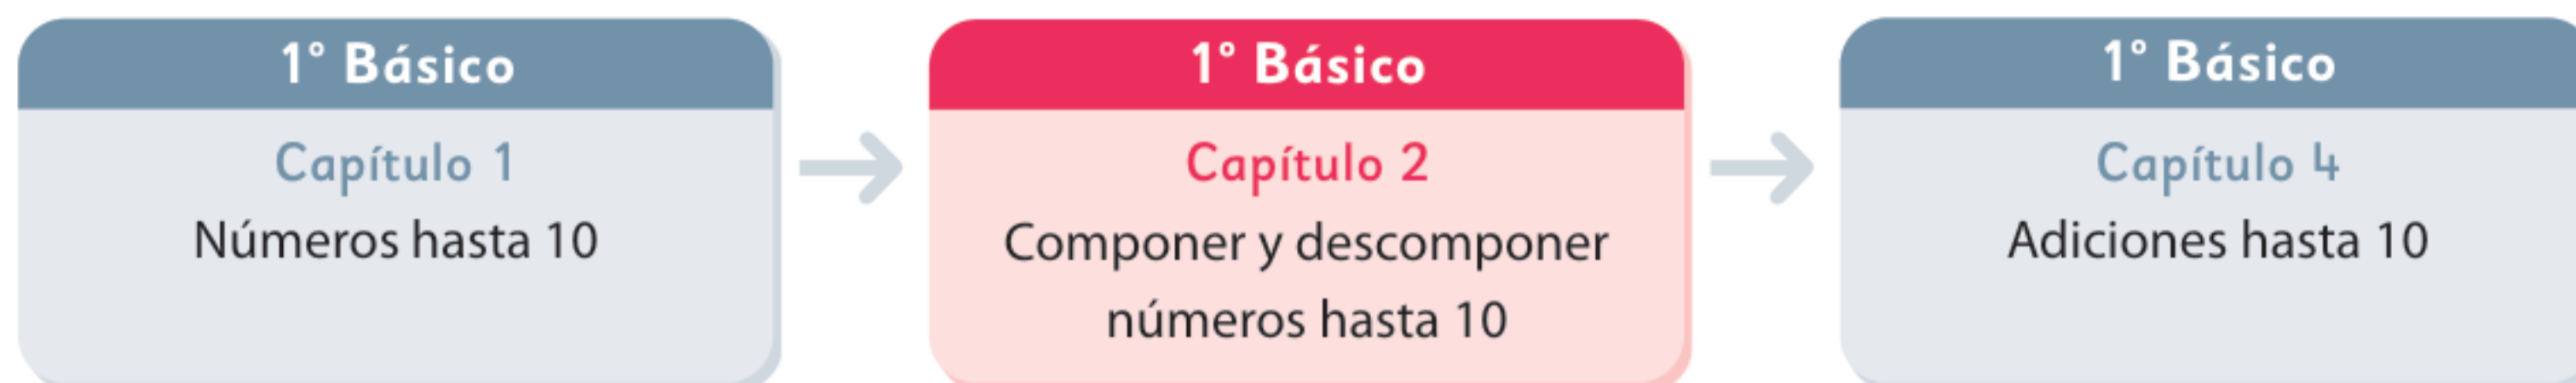 1° Básico
Capítulo 1
Números hasta 10
1° Básico
Capítulo 2
Componer y descomponer
números hasta 10
1° Básico
Capítulo 4
Adiciones hasta 10